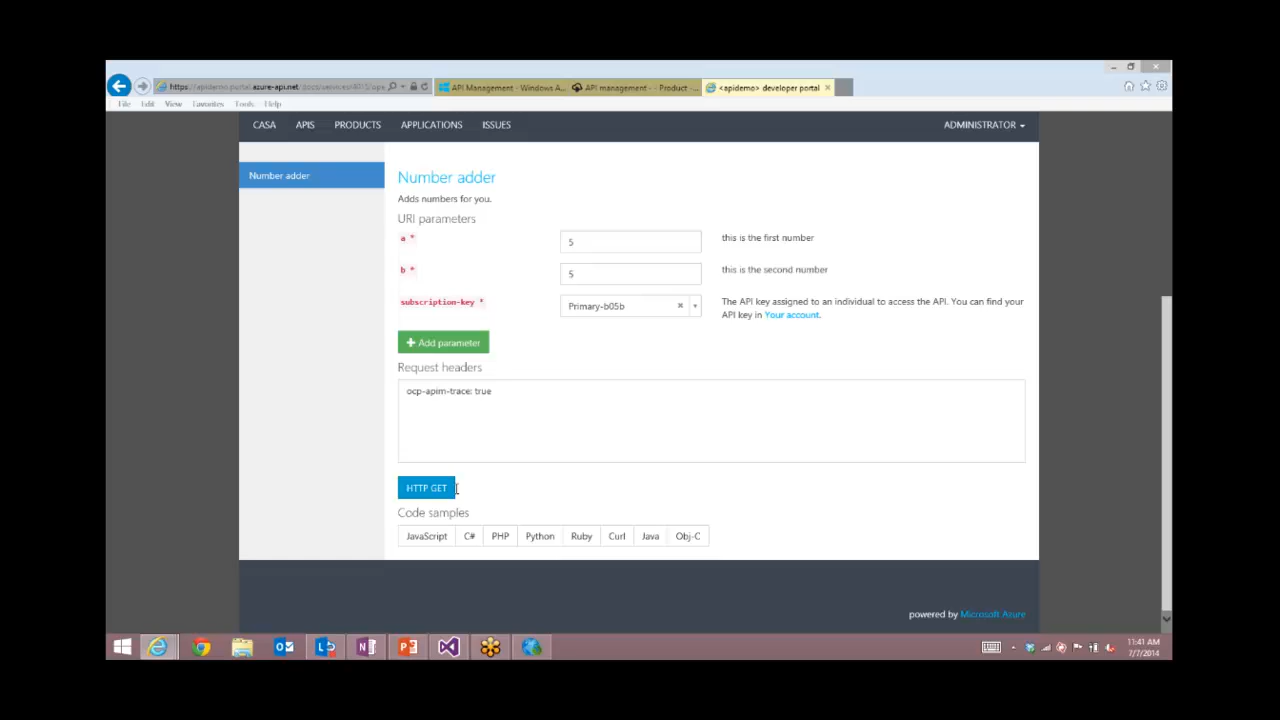 https://apidemo.portal.azure-api.net
API Management - Windows A...
API management - - Product -...
<apidemo> developer portal
File Edit View Favorites Tools Help
CASA APIS PRODUCTS APPLICATIONS ISSUES ADMINISTRATOR
Number adder
Number adder
Adds numbers for you.
URI parameters
a * 5 this is the first number
b * 5 this is the second number
subscription-key * Primary-b05b The API key assigned to an individual to access the API. You can find your
API key in Your account.
Add parameter
Request headers
ocp-apim-trace: true
HTTP GET
Code samples
JavaScript C# PHP Python Ruby Curl Java Obj-C
powered by Microsoft Azure
11:41 AM
7/7/2014